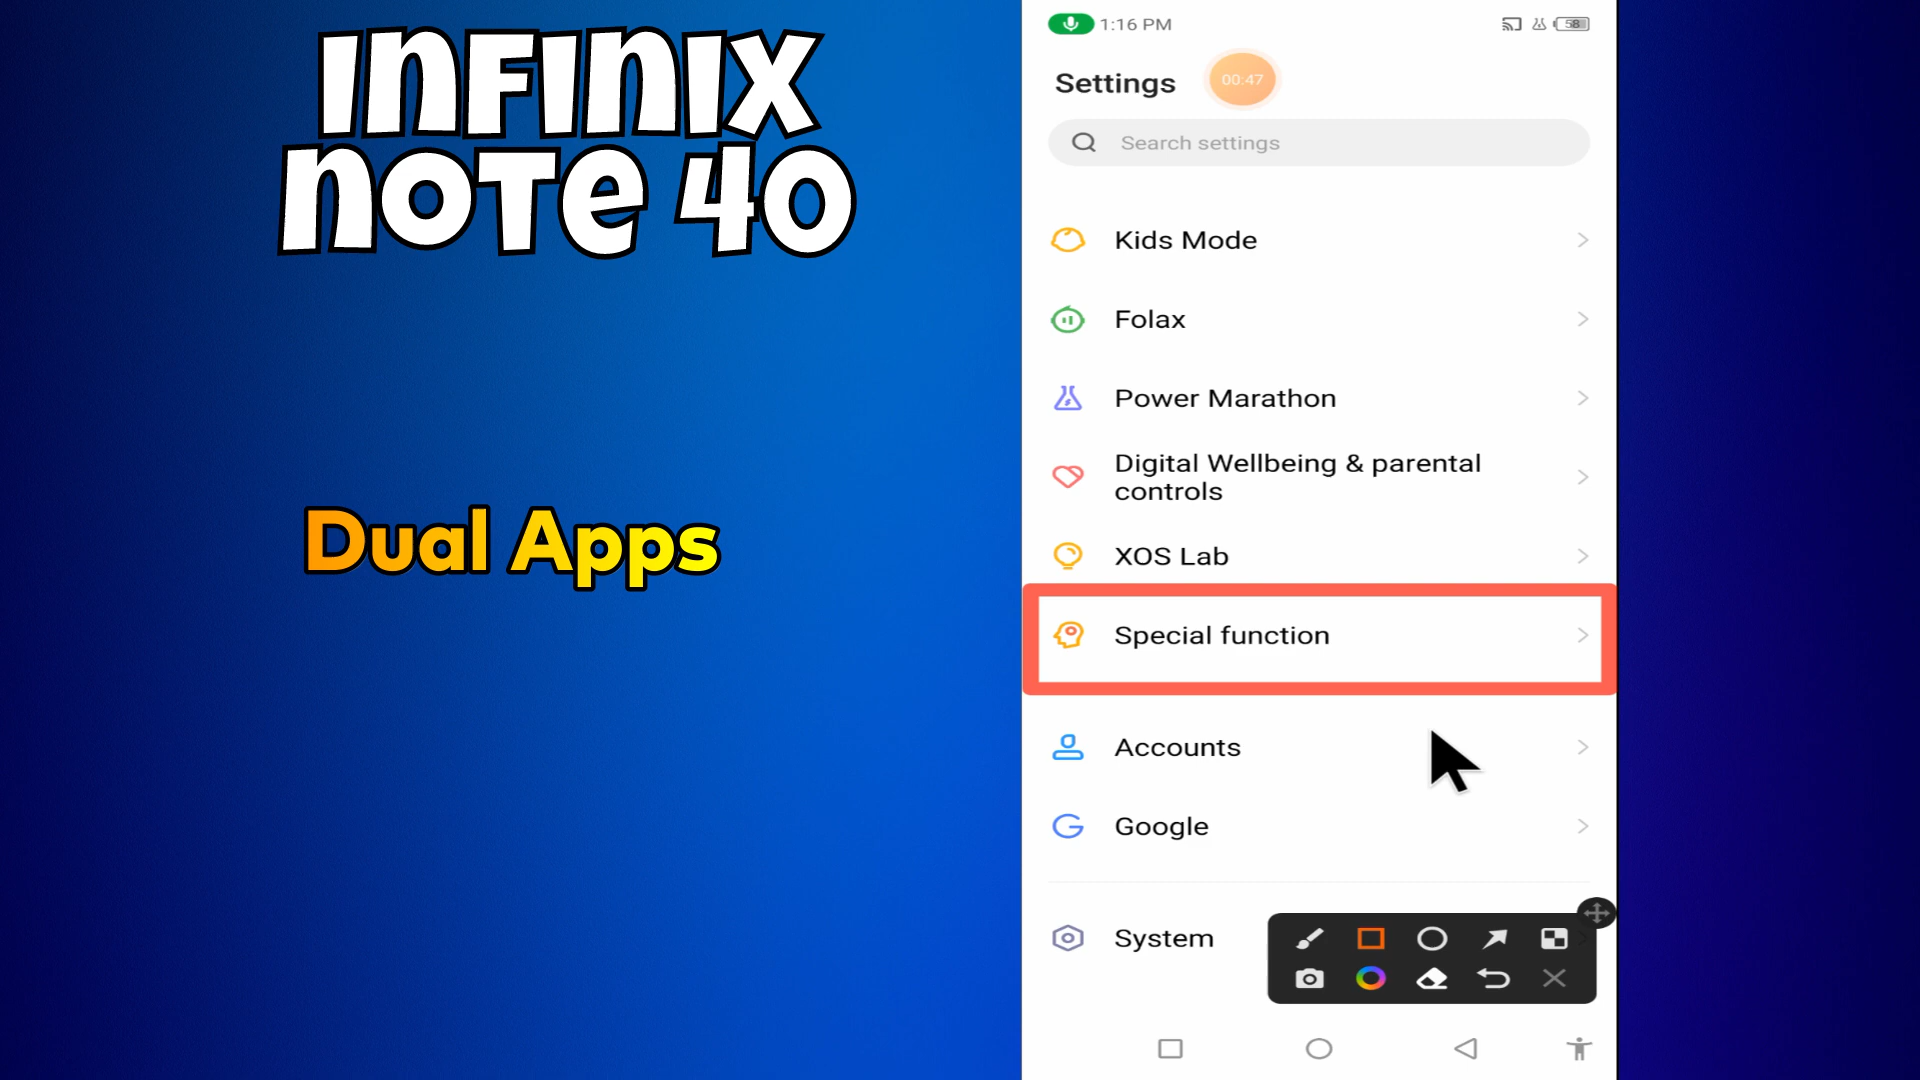 INFINIX
NOTE 40
Dual Apps
1:16 PM
58
Settings
00:47
Search settings
Kids Mode
Folax
Power Marathon
Digital Wellbeing & parental
controls
XOS Lab
Special function
Accounts
Google
System